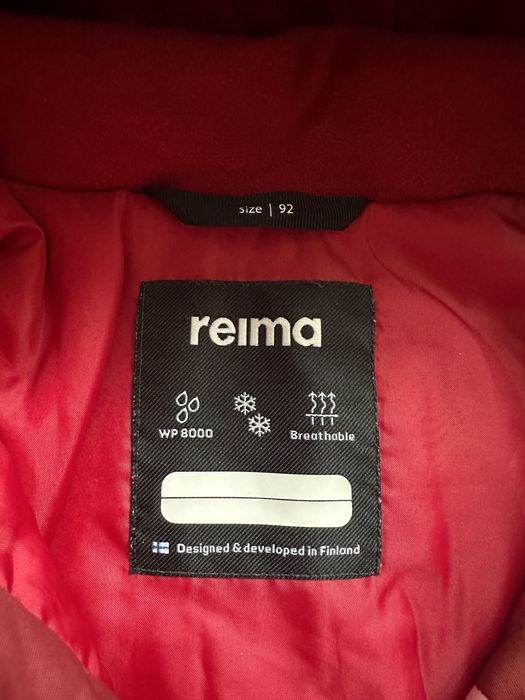 size | 92
reima
WP 8000
Breathable
Designed & developed in Finland